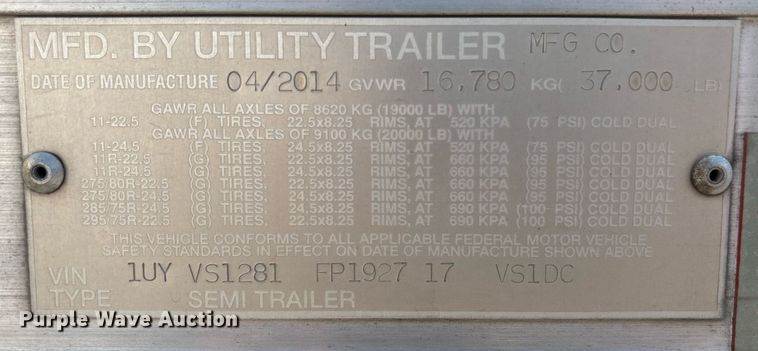 MFD. BY UTILITY TRAILER MFG CO.
DATE OF MANUFACTURE 04/2014 GVWR 16,780 KG( 37,000 LB)
GAWR ALL AXLES OF 8620 KG (19000 LB) WITH
11-22.5 (F) TIRES, 22.5x8.25 RIMS, AT 520 KPA (75 PSI) COLD DUAL
GAWR ALL AXLES OF 9100 KG (20000 LB) WITH
11-24.5 (F) TIRES, 24.5x8.25 RIMS, AT 520 KPA (75 PSI) COLD DUAL
11R-22.5 (G) TIRES, 22.5x8.25 RIMS, AT 660 KPA (95 PSI) COLD DUAL
11R-24.5 (G) TIRES, 24.5x8.25 RIMS, AT 660 KPA (95 PSI) COLD DUAL
275/80R-22.5 (G) TIRES, 22.5x8.25 RIMS, AT 660 KPA (95 PSI) COLD DUAL
275/80R-24.5 (G) TIRES, 24.5x8.25 RIMS, AT 660 KPA (95 PSI) COLD DUAL
285/75R-24.5 (G) TIRES, 24.5x8.25 RIMS, AT 690 KPA (100 PSI) COLD DUAL
295/75R-22.5 (G) TIRES, 22.5x8.25 RIMS, AT 690 KPA (100 PSI) COLD DUAL
THIS VEHICLE CONFORMS TO ALL APPLICABLE FEDERAL MOTOR VEHICLE
SAFETY STANDARDS IN EFFECT ON DATE OF MANUFACTURE SHOWN ABOVE
VIN 1UY VS1281 FP1927 17 VS1DC
TYPE SEMI TRAILER
Purple Wave Auction